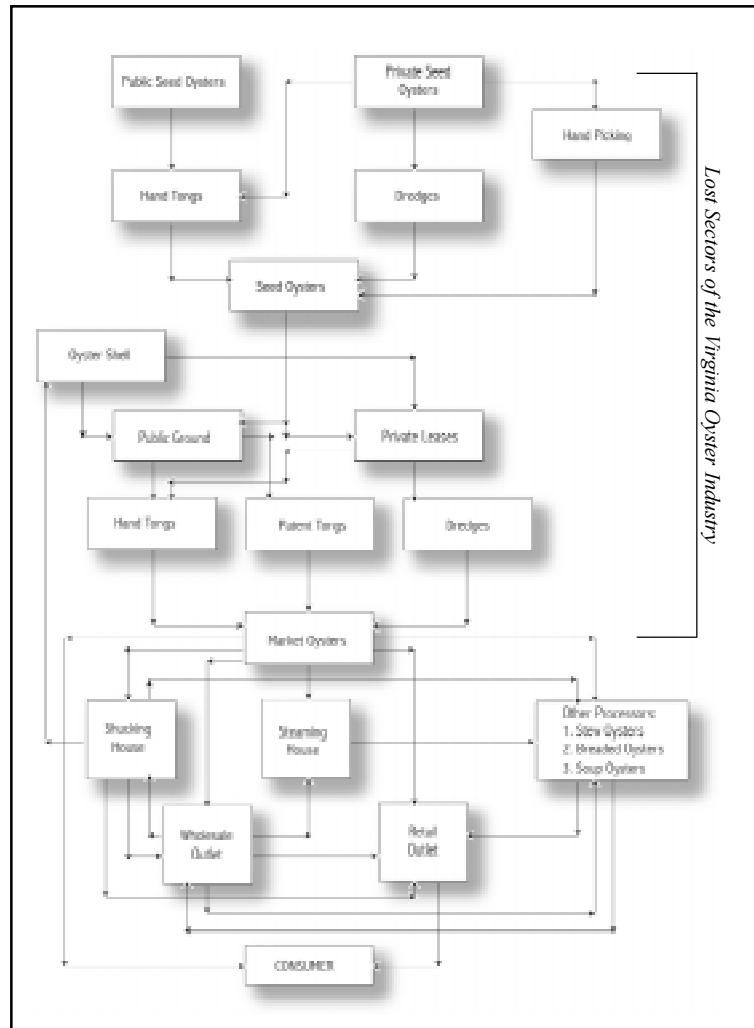 Public Seed Oysters
Private Seed
Oysters
Hand Picking
Hand Tongs
Dredges
Seed Oysters
Oyster Shell
Public Ground
Private Leases
Hand Tongs
Patent Tongs
Dredges
Market Oysters
Shucking
House
Steaming
House
Other Processors:
1. Stew Oysters
2. Breaded Oysters
3. Soup Oysters
Wholesale
Outlet
Retail
Outlet
CONSUMER
Lost Sectors of the Virginia Oyster Industry